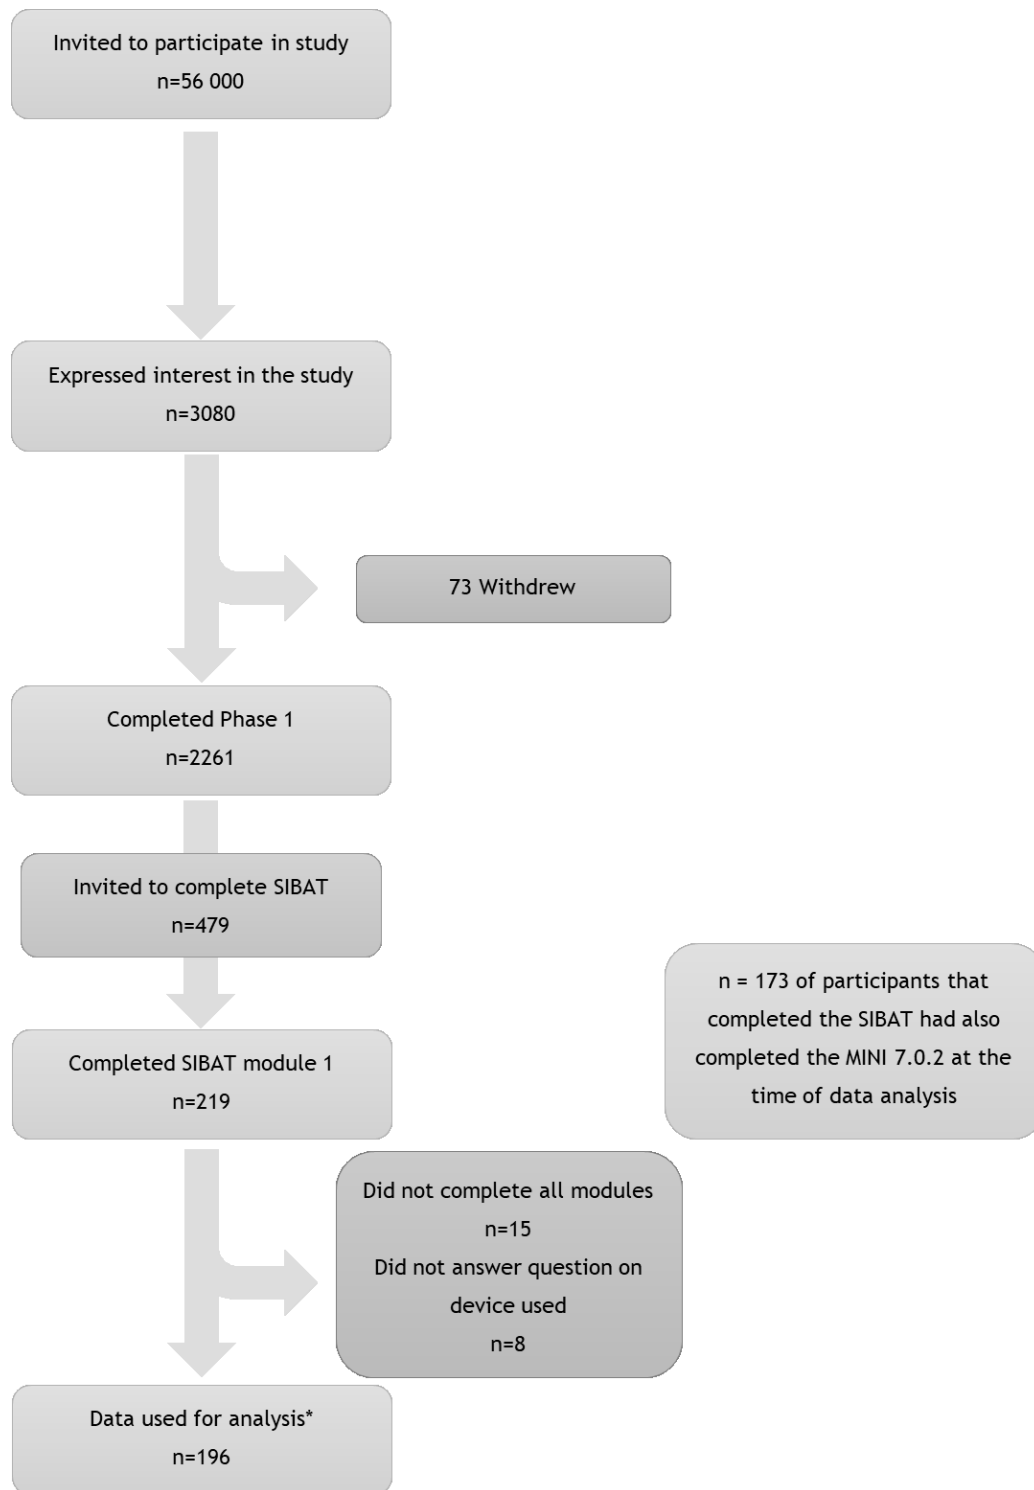 Invited to participate in study
n=56 000
Expressed interest in the study
n=3080
73 Withdrew
Completed Phase 1
n=2261
Invited to complete SIBAT
n=479
n = 173 of participants that
completed the SIBAT had also
completed the MINI 7.0.2 at the
time of data analysis
Completed SIBAT module 1
n=219
Did not complete all modules
n=15
Did not answer question on
device used
n=8
Data used for analysis*
n=196